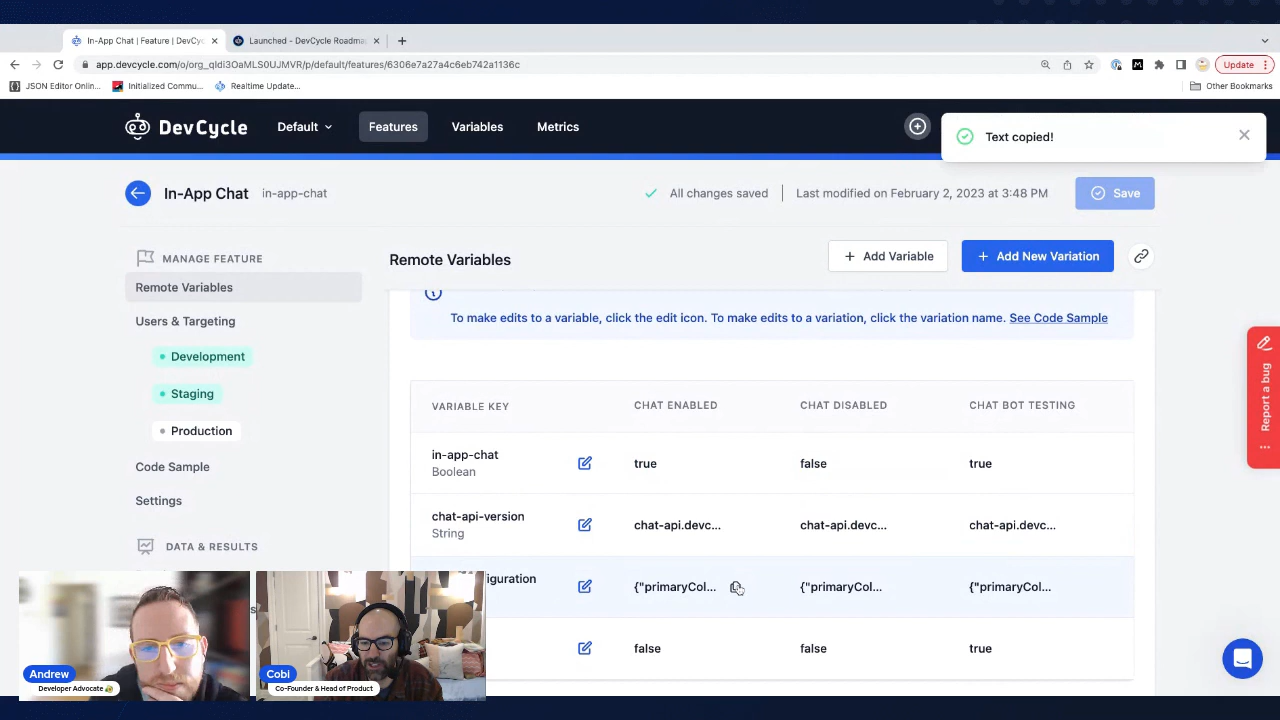 In-App Chat | Feature | DevCy
Launched - DevCycle Roadma
app.devcycle.com/o/org_qIdi3OaMLS0UJMVR/p/default/features/6306e7a27a4c6eb742a1136c
Update
JSON Editor Onlin...
Initialized Commu...
Realtime Update...
Other Bookmarks
DevCycle
Default
Features
Variables
Metrics
Text copied!
In-App Chat
in-app-chat
All changes saved
Last modified on February 2, 2023 at 3:48 PM
Save
MANAGE FEATURE
Remote Variables
Users & Targeting
Development
Staging
Production
Code Sample
Settings
DATA & RESULTS
Remote Variables
+ Add Variable
+ Add New Variation
To make edits to a variable, click the edit icon. To make edits to a variation, click the variation name. See Code Sample
VARIABLE KEY CHAT ENABLED CHAT DISABLED CHAT BOT TESTING
in-app-chat
Boolean
true false true
chat-api-version
String
chat-api.devc... chat-api.devc... chat-api.devc...
iguration
{"primaryCol... {"primaryCol... {"primaryCol...
false false true
Report a bug
Andrew
Developer Advocate
Cobi
Co-Founder & Head of Product